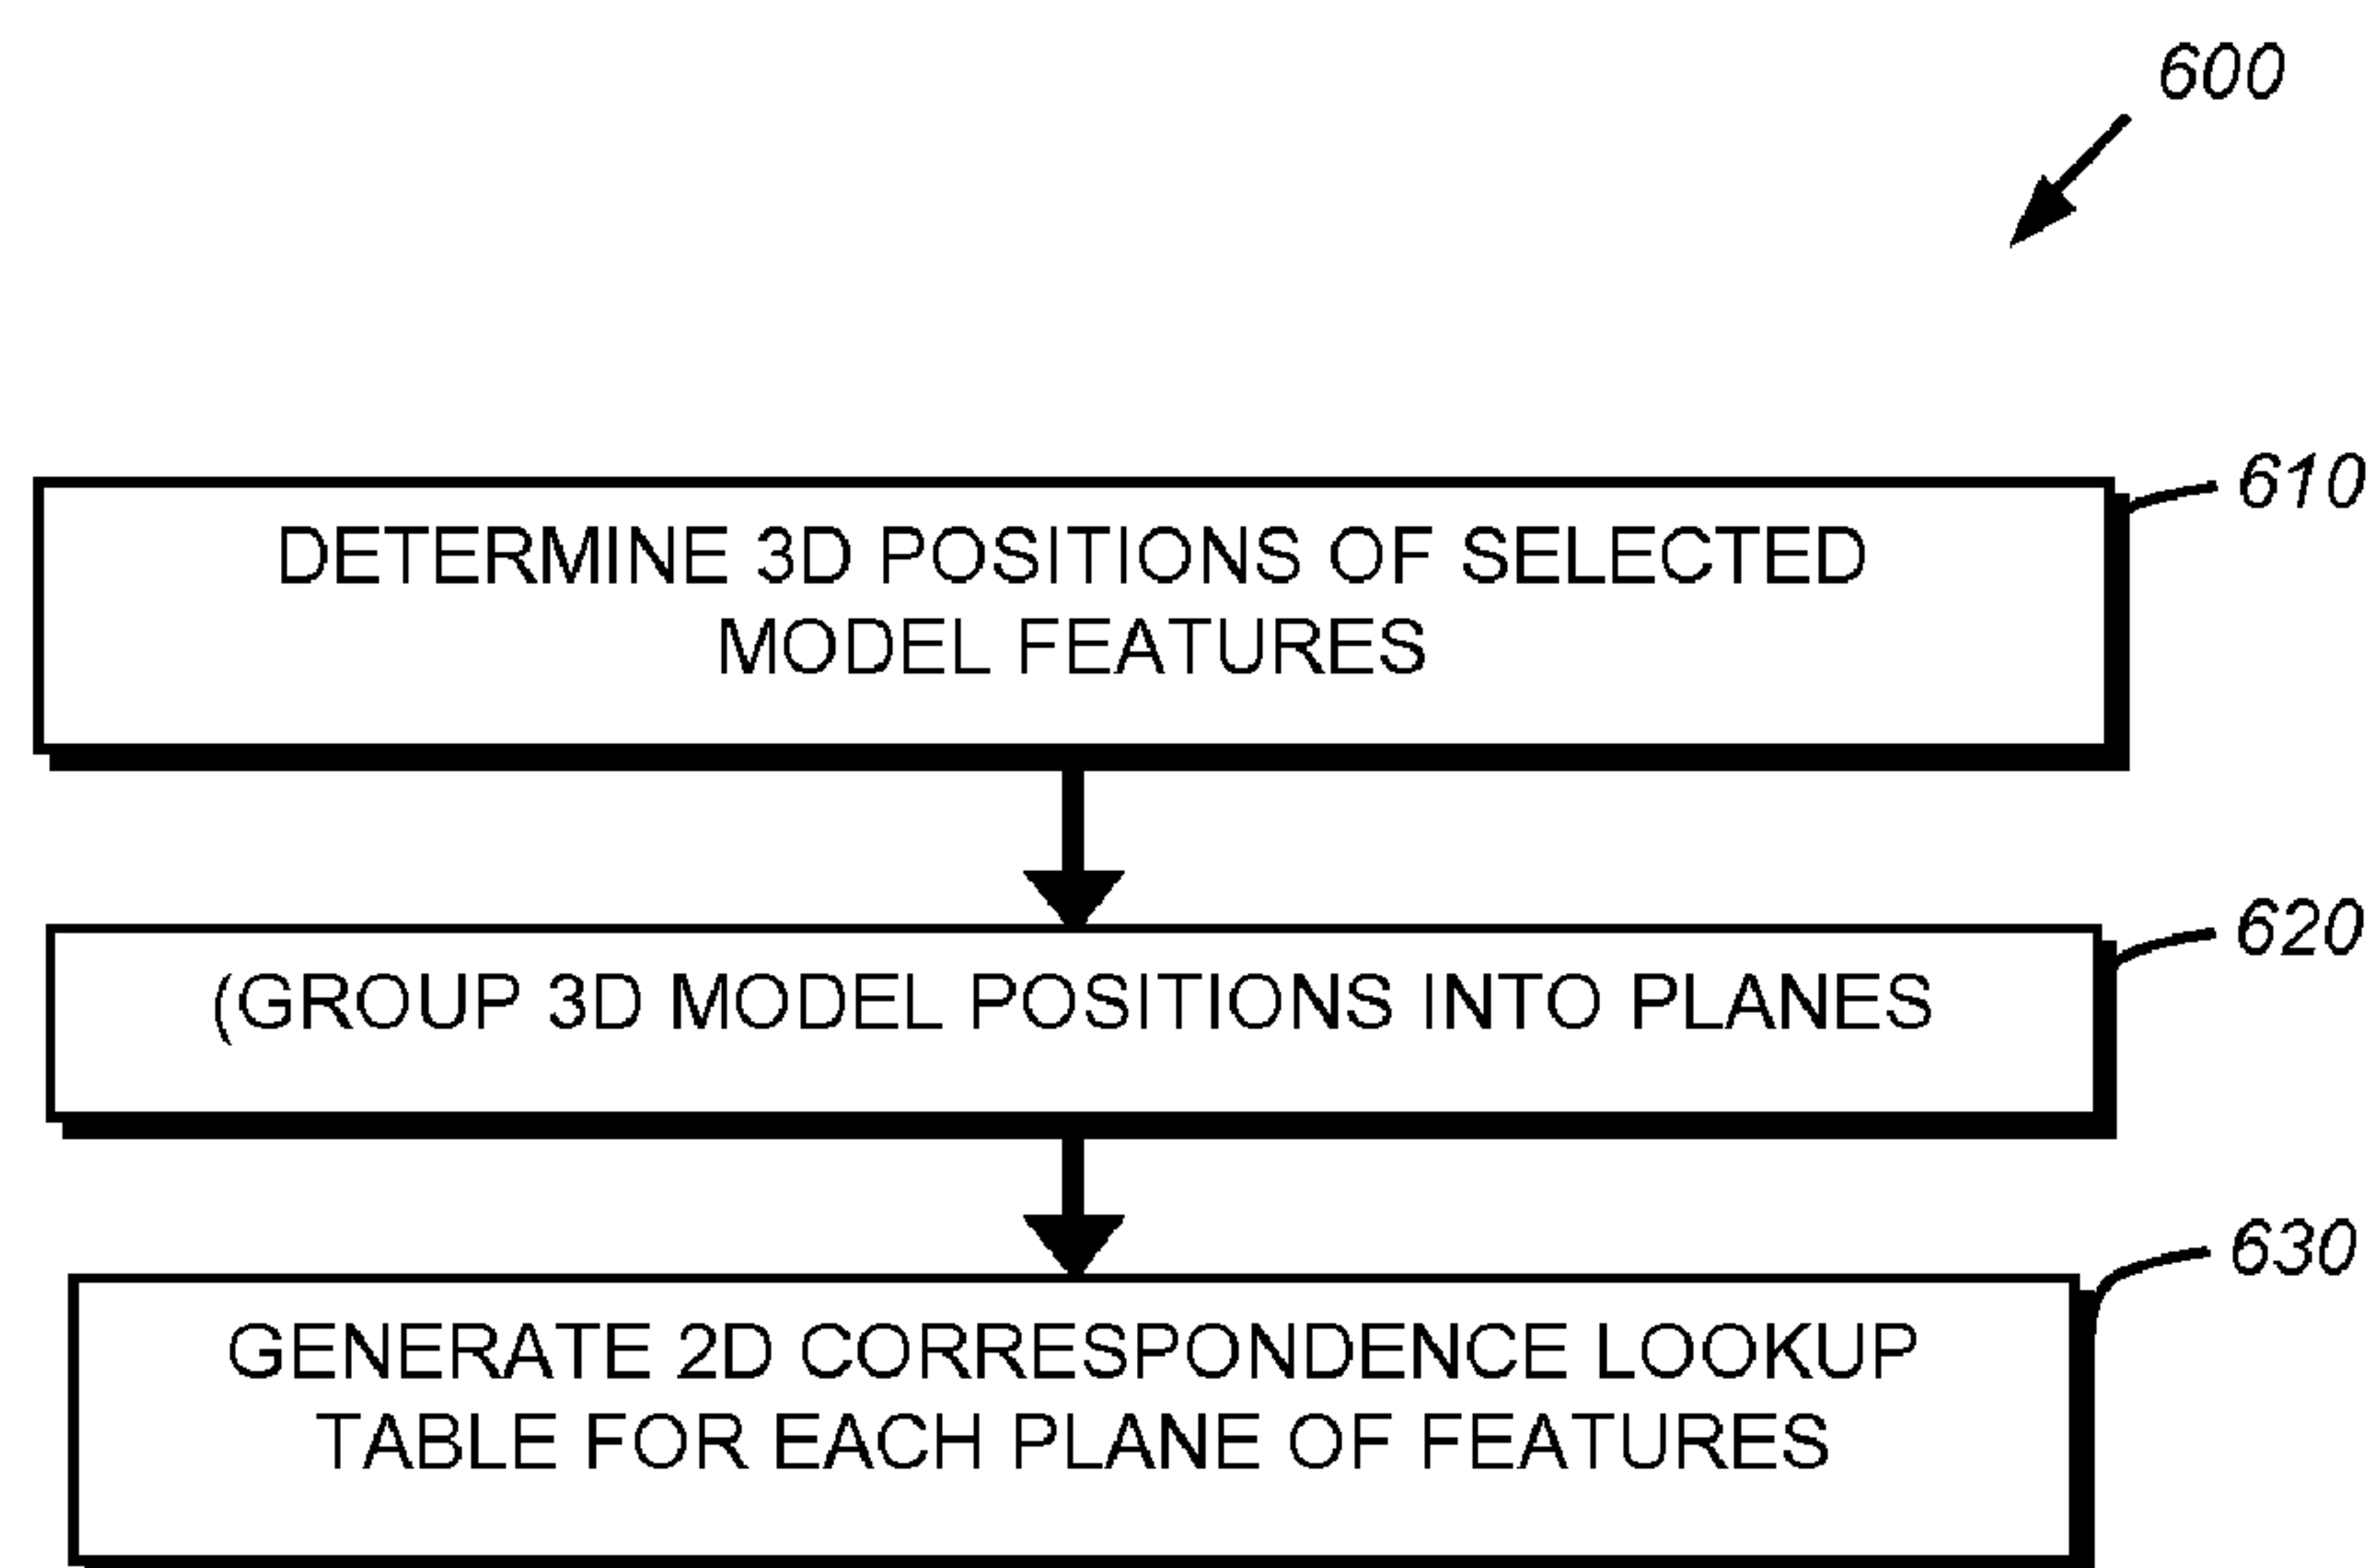 600
610
DETERMINE 3D POSITIONS OF SELECTED
MODEL FEATURES
620
(GROUP 3D MODEL POSITIONS INTO PLANES
630
GENERATE 2D CORRESPONDENCE LOOKUP
TABLE FOR EACH PLANE OF FEATURES